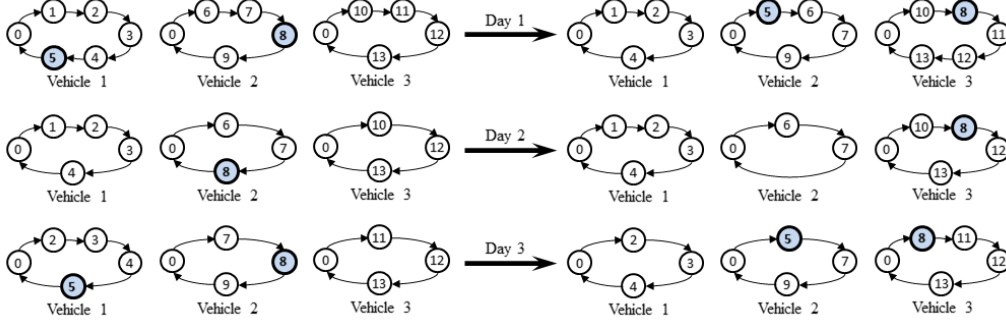 1 2 6 7 10 11 Day 1 1 2 5 6 10 8
0 3 0 8 0 12 0 3 0 7 0 11
5 4 9 13 4 9 13 12
Vehicle 1 Vehicle 2 Vehicle 3 Vehicle 1 Vehicle 2 Vehicle 3
1 2 6 10 Day 2 1 2 6 10 8
0 3 0 7 0 12 0 3 0 7 0 12
4 8 13 4 13
Vehicle 1 Vehicle 2 Vehicle 3 Vehicle 1 Vehicle 2 Vehicle 3
2 3 7 11 Day 3 2 5 8 11
0 4 0 8 0 12 0 3 0 7 0 12
5 9 13 4 9 13
Vehicle 1 Vehicle 2 Vehicle 3 Vehicle 1 Vehicle 2 Vehicle 3